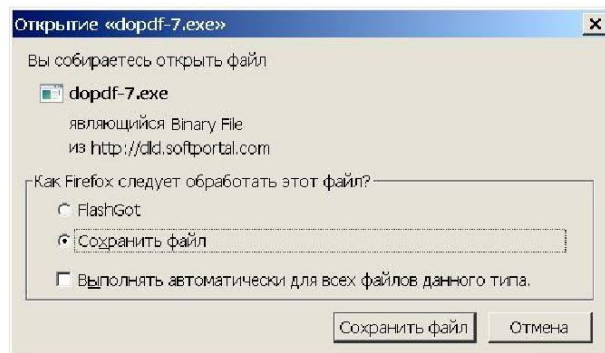 Открытие «dopdf-7.exe»
Вы собираетесь открыть файл
dopdf-7.exe
являющийся Binary File
из http://dld.softportal.com
Как Firefox следует обработать этот файл?
FlashGot
Сохранить файл
Выполнять автоматически для всех файлов данного типа.
Сохранить файл Отмена